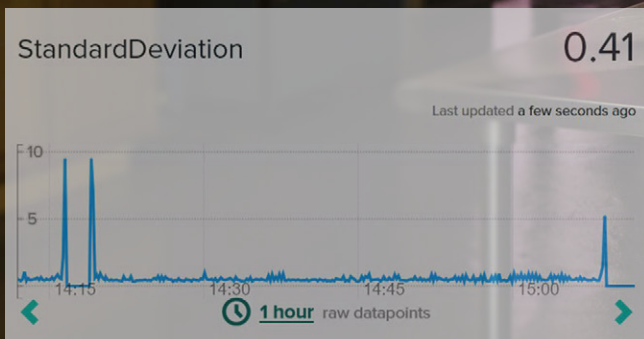 StandardDeviation
0.41
Last updated a few seconds ago
10
5
14:15 14:30 14:45 15:00
1 hour raw datapoints